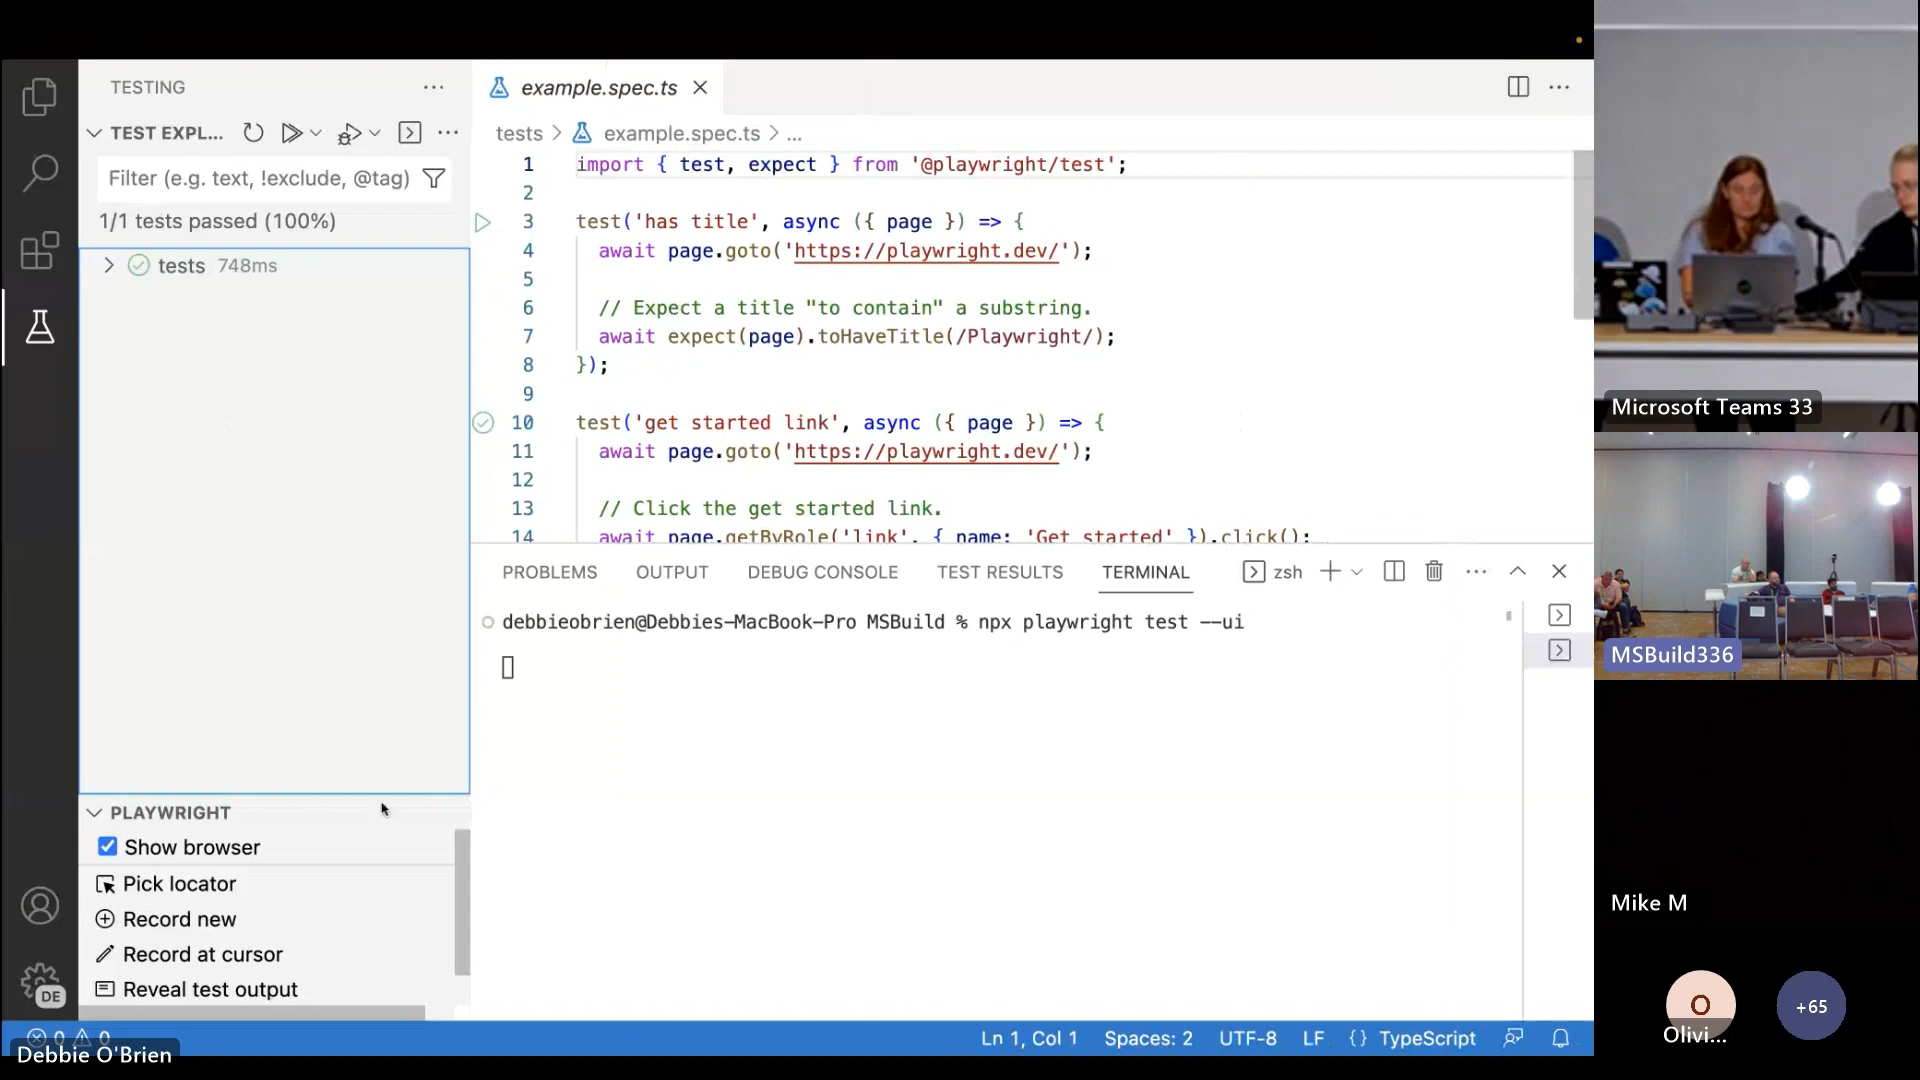 TESTING
TEST EXPL...
Filter (e.g. text, !exclude, @tag)
1/1 tests passed (100%)
tests 748ms
PLAYWRIGHT
Show browser
Pick locator
Record new
Record at cursor
Reveal test output
DE
example.spec.ts
tests > example.spec.ts > ...
1 import { test, expect } from '@playwright/test';
2
3 test('has title', async ({ page }) => {
4 await page.goto('https://playwright.dev/');
5
6 // Expect a title "to contain" a substring.
7 await expect(page).toHaveTitle(/Playwright/);
8 });
9
10 test('get started link', async ({ page }) => {
11 await page.goto('https://playwright.dev/');
12
13 // Click the get started link.
14 await page.getByRole('link', { name: 'Get started' }).click();
PROBLEMS OUTPUT DEBUG CONSOLE TEST RESULTS TERMINAL zsh
debbieobrien@Debbies-MacBook-Pro MSBuild % npx playwright test --ui
0 0 Ln 1, Col 1 Spaces: 2 UTF-8 LF {} TypeScript
Debbie O'Brien
Microsoft Teams 33
MSBuild336
Mike M
O
Olivi...
+65